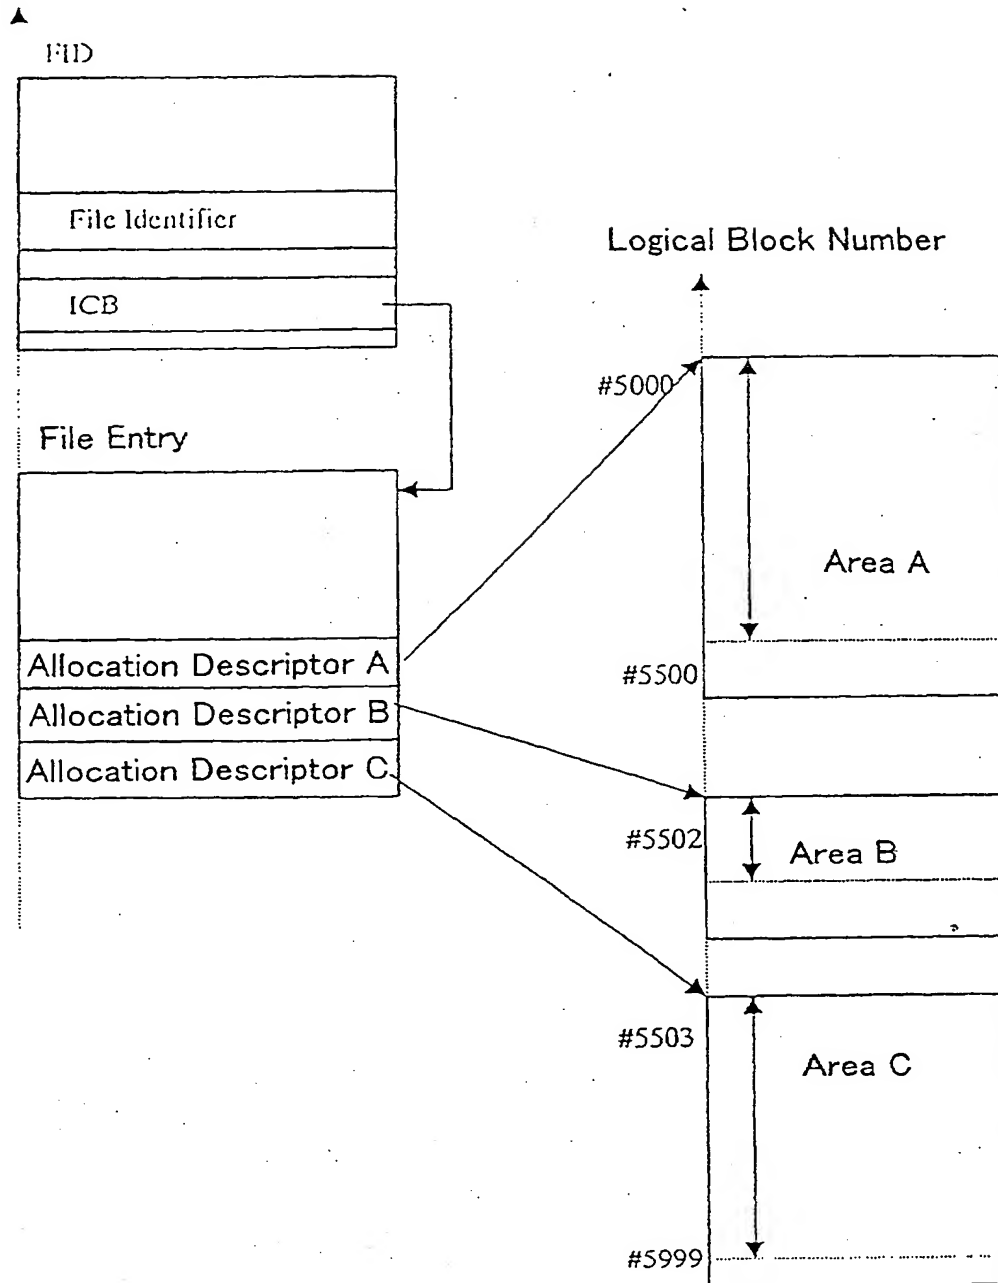 FID
File Identifier
ICB
File Entry
Allocation Descriptor A
Allocation Descriptor B
Allocation Descriptor C
Logical Block Number
#5000
Area A
#5500
#5502
Area B
#5503
Area C
#5999